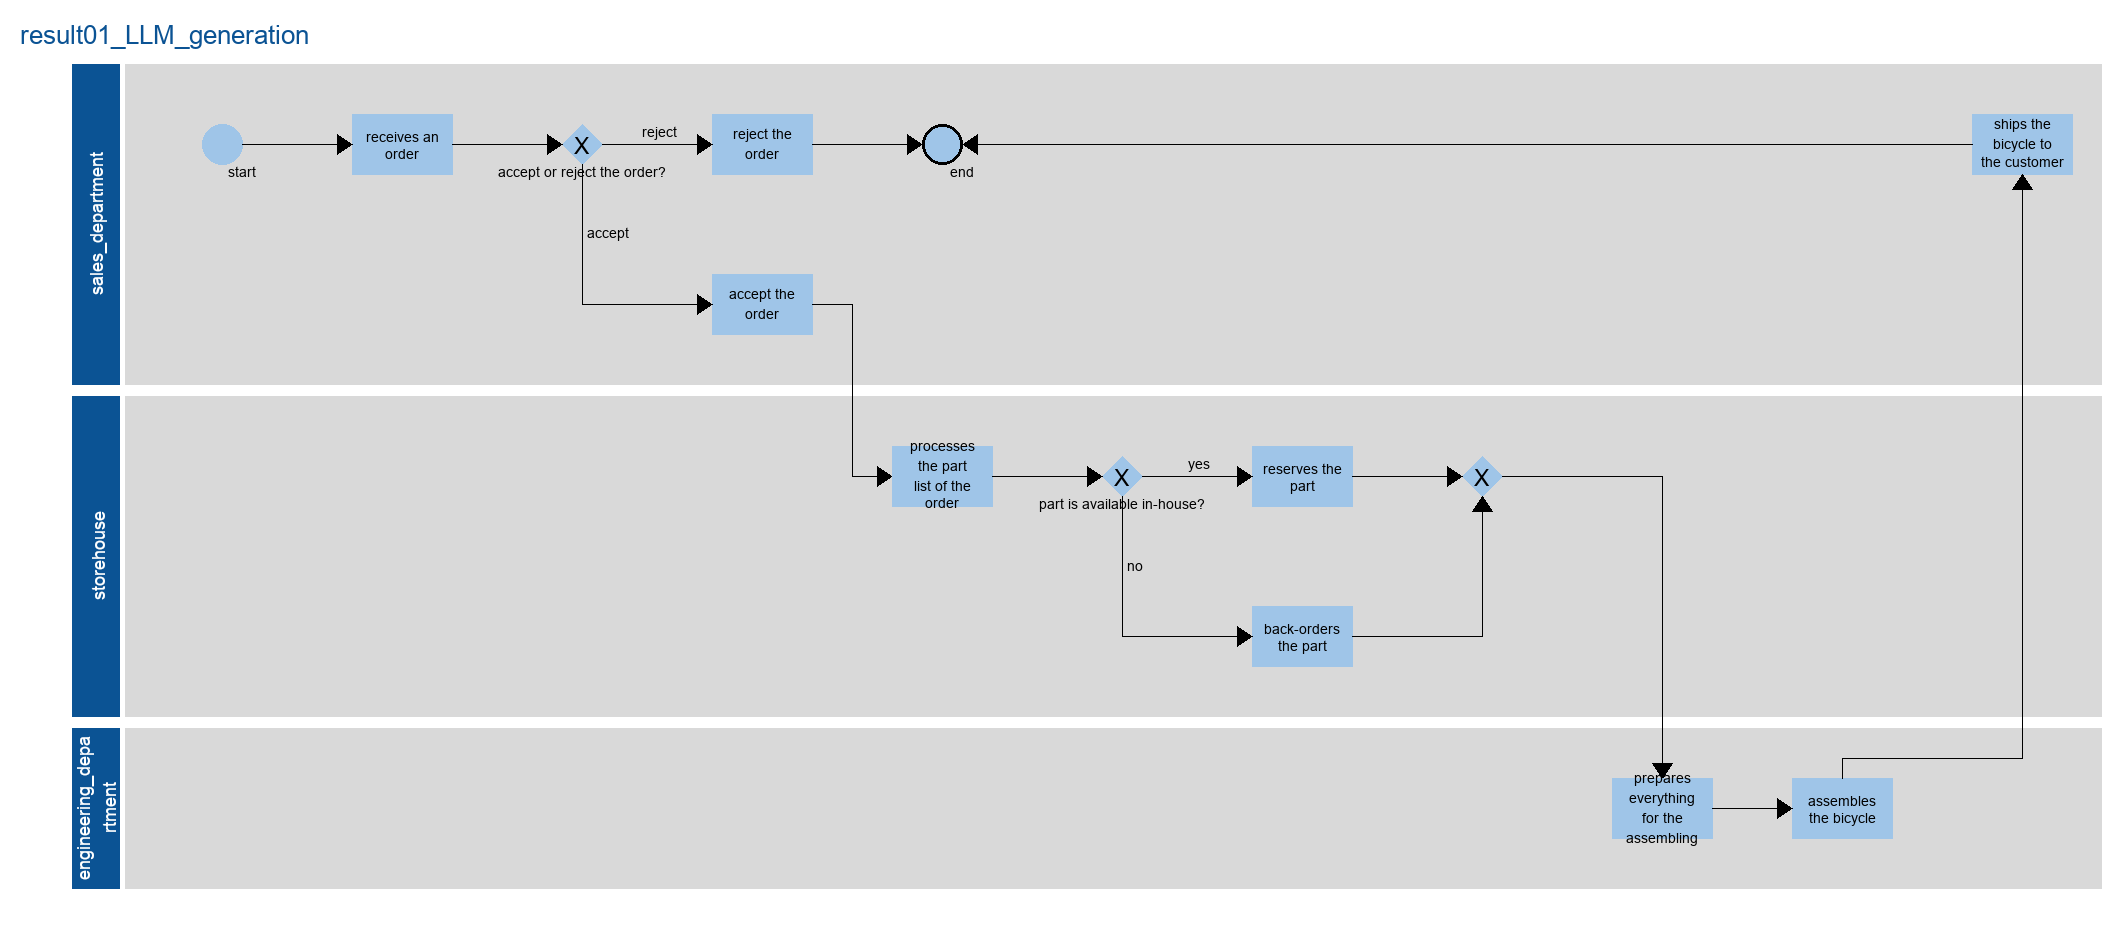 result01_LLM_generation
sales_department
start
receives an
order
X
accept or reject the order?
reject
accept
reject the
order
accept the
order
end
ships the
bicycle to
the customer
storehouse
processes
the part
list of the
order
X
part is available in-house?
yes
no
reserves the
part
back-orders
the part
X
engineering_depa
rtment
prepares
everything
for the
assembling
assembles
the bicycle